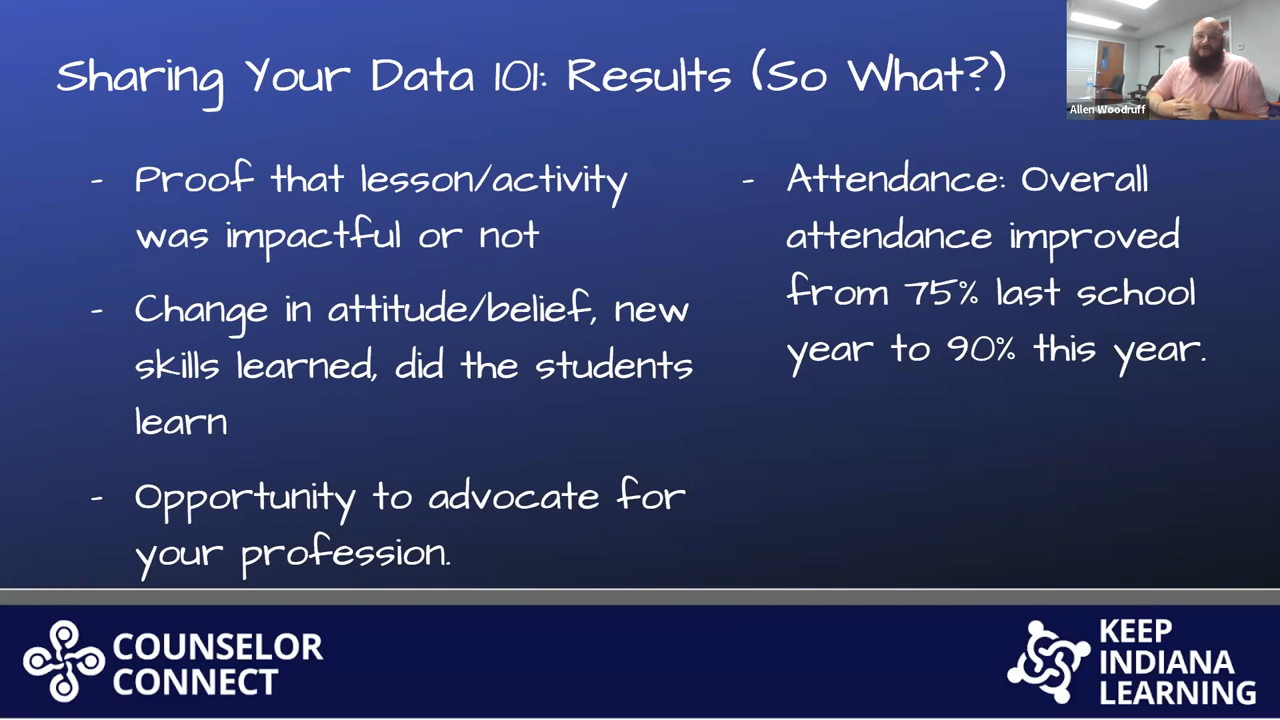 Sharing Your Data 101: Results (So What?)
Allen Woodruff
- Proof that lesson/activity
was impactful or not
- Change in attitude/belief, new
skills learned, did the students
learn
- Opportunity to advocate for
your profession.
- Attendance: Overall
attendance improved
from 75% last school
year to 90% this year.
COUNSELOR
CONNECT
KEEP
INDIANA
LEARNING